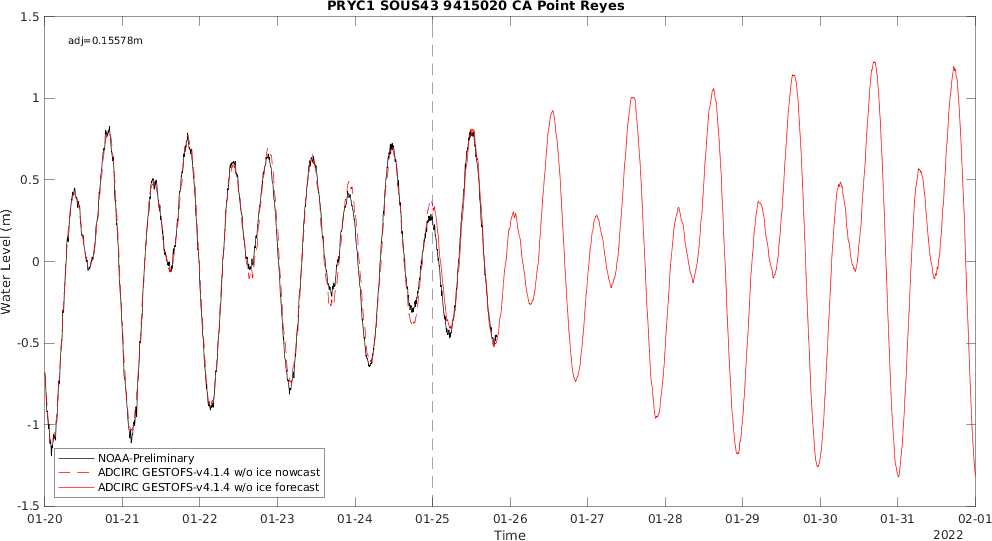 PRYC1 SOUS43 9415020 CA Point Reyes
adj=0.15578m
Water Level (m)
1.5
1
0.5
0
-0.5
-1
-1.5
NOAA-Preliminary
ADCIRC GESTOFS-v4.1.4 w/o ice nowcast
ADCIRC GESTOFS-v4.1.4 w/o ice forecast
01-20 01-21 01-22 01-23 01-24 01-25 01-26 01-27 01-28 01-29 01-30 01-31 02-01
Time
2022